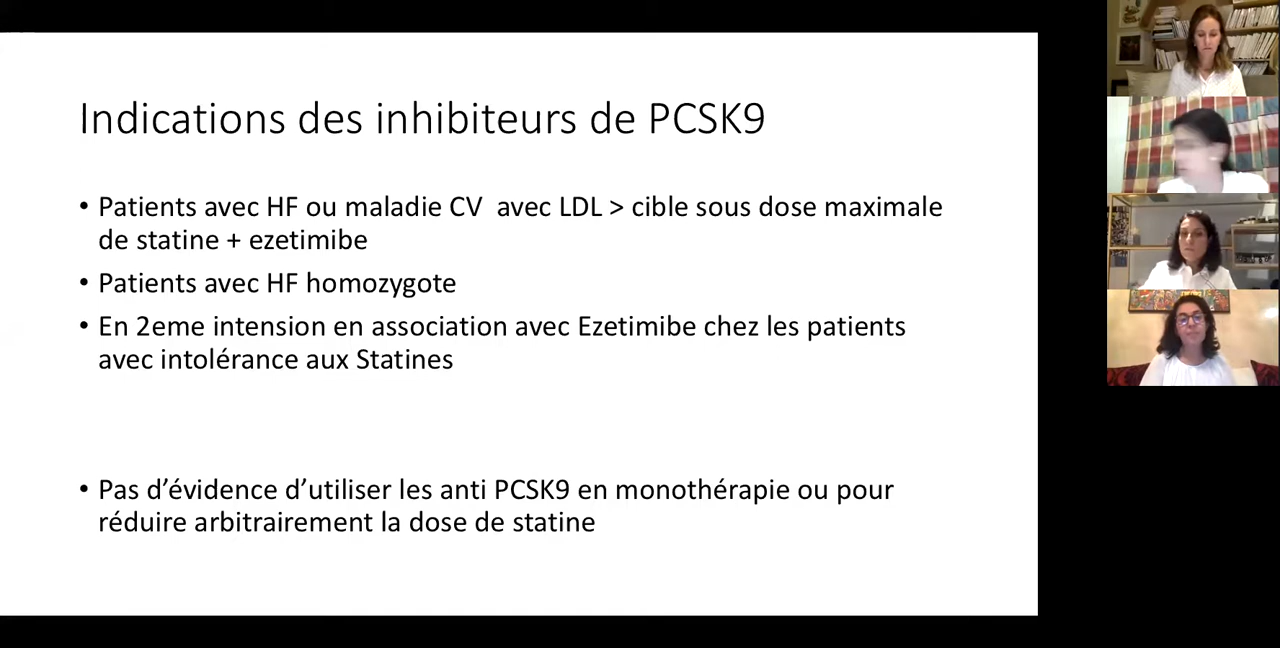 Indications des inhibiteurs de PCSK9
• Patients avec HF ou maladie CV avec LDL > cible sous dose maximale
de statine + ezetimibe
• Patients avec HF homozygote
• En 2eme intension en association avec Ezetimibe chez les patients
avec intolérance aux Statines
• Pas d’évidence d’utiliser les anti PCSK9 en monothérapie ou pour
réduire arbitrairement la dose de statine